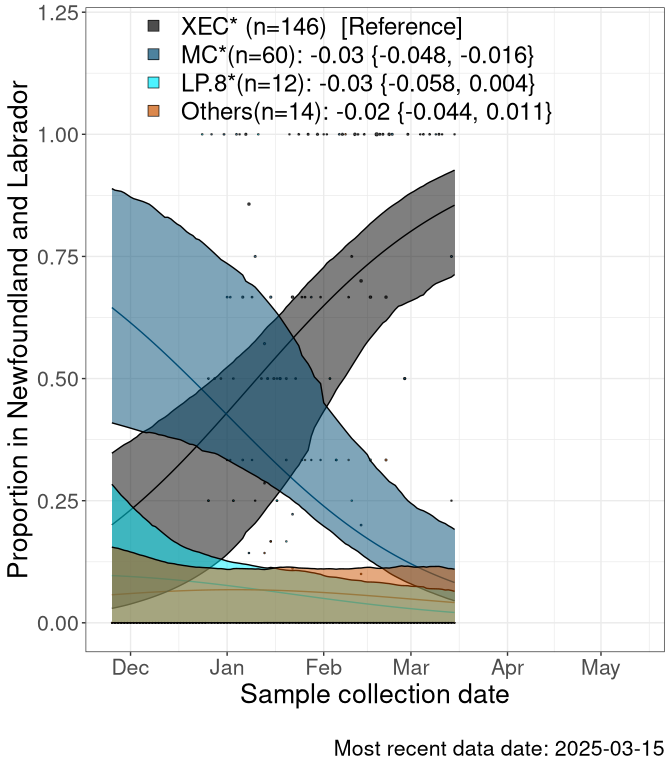 XEC* (n=146)  [Reference]
MC*(n=60): -0.03 {-0.048, -0.016}
LP.8*(n=12): -0.03 {-0.058, 0.004}
Others(n=14): -0.02 {-0.044, 0.011}
Proportion in Newfoundland and Labrador
1.25
1.00
0.75
0.50
0.25
0.00
Dec Jan Feb Mar Apr May
Sample collection date
Most recent data date: 2025-03-15